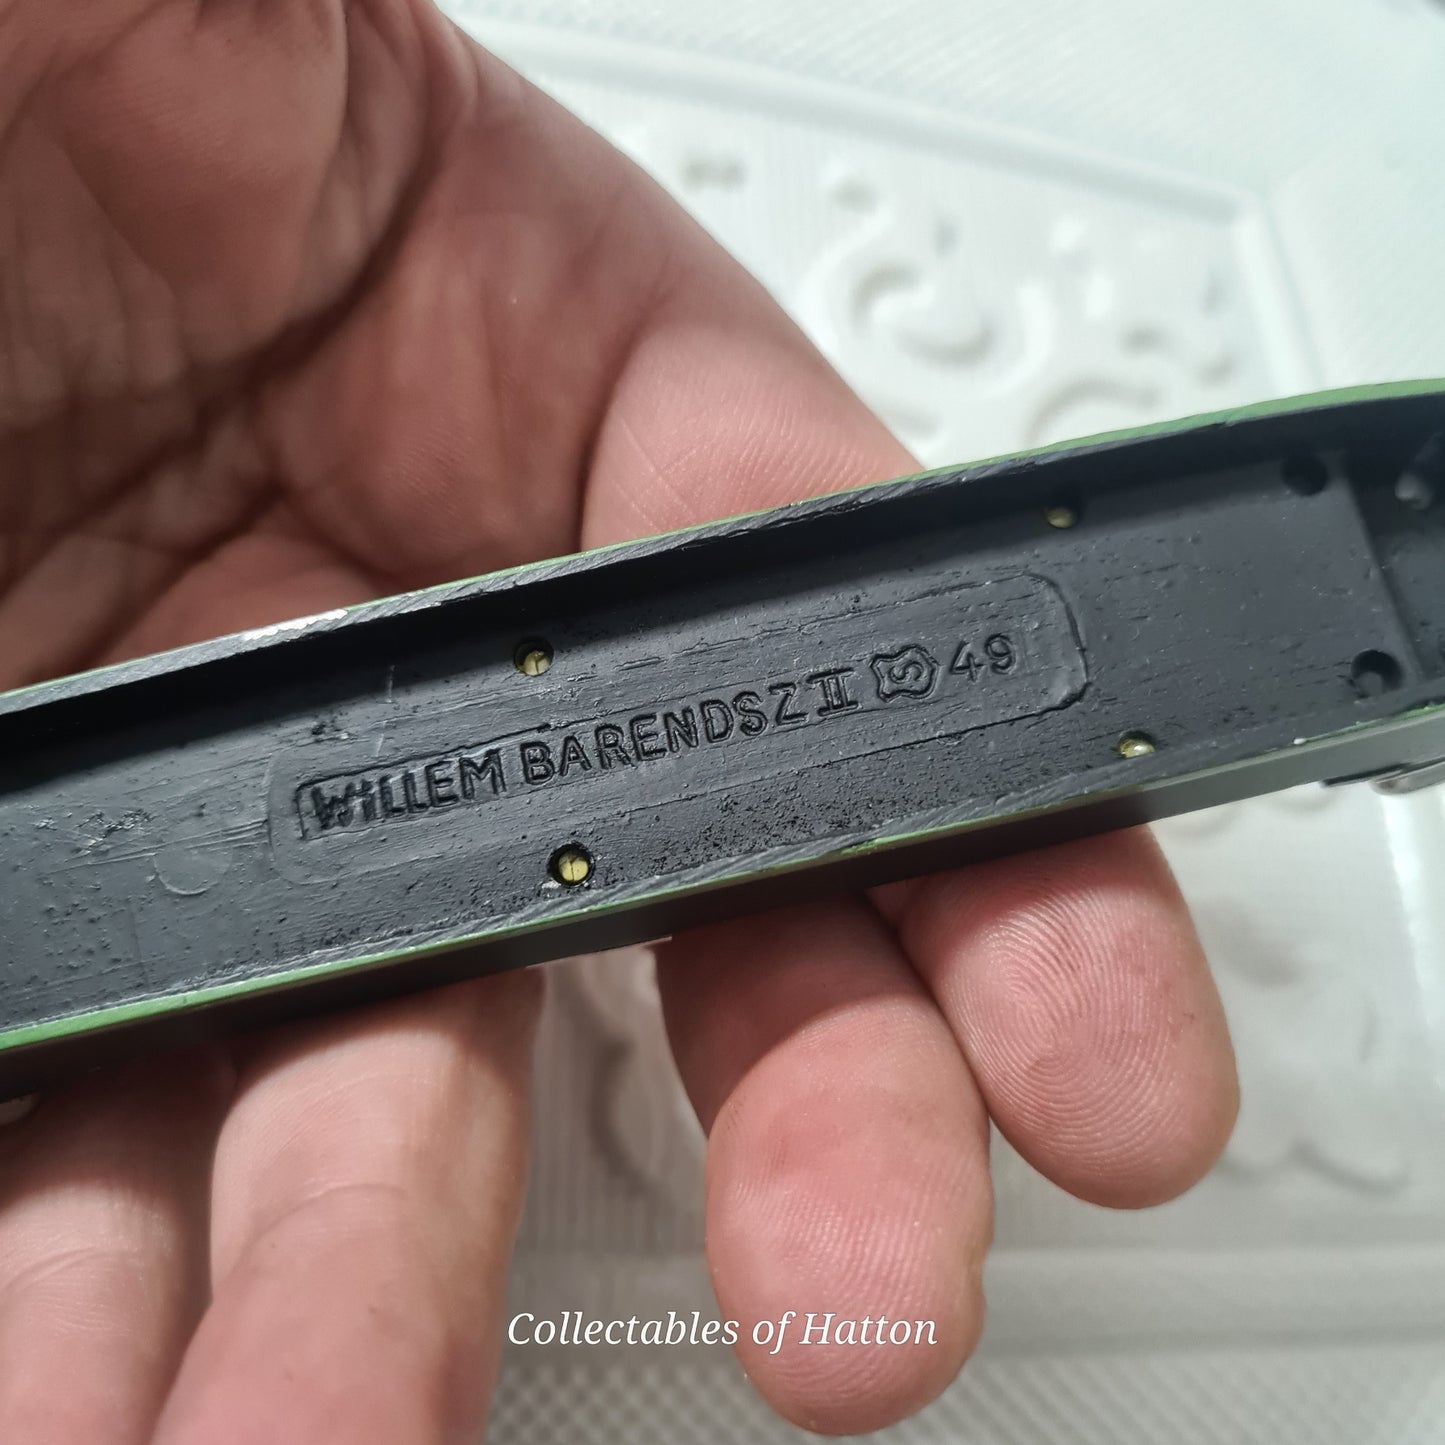 WiLLEM BARENDSZ II S 49
Collectables of Hatton